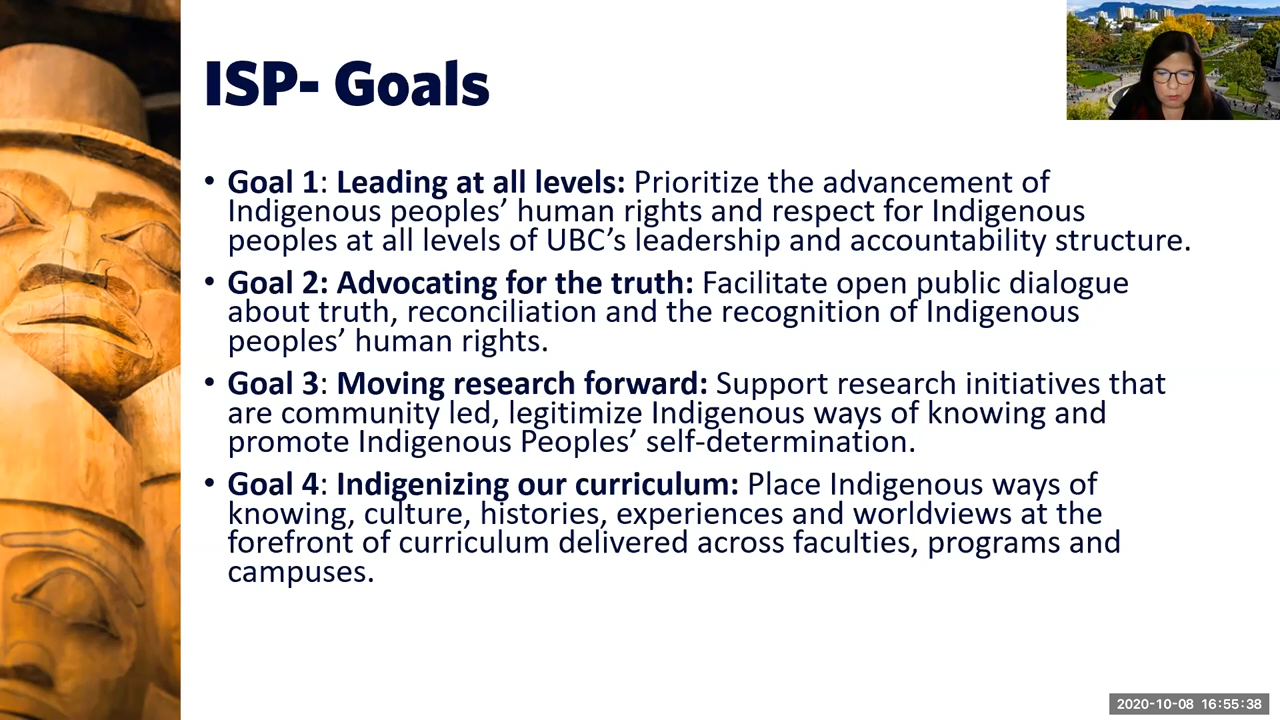 ISP- Goals
• Goal 1: Leading at all levels: Prioritize the advancement of
Indigenous peoples’ human rights and respect for Indigenous
peoples at all levels of UBC’s leadership and accountability structure.
• Goal 2: Advocating for the truth: Facilitate open public dialogue
about truth, reconciliation and the recognition of Indigenous
peoples’ human rights.
• Goal 3: Moving research forward: Support research initiatives that
are community led, legitimize Indigenous ways of knowing and
promote Indigenous Peoples’ self-determination.
• Goal 4: Indigenizing our curriculum: Place Indigenous ways of
knowing, culture, histories, experiences and worldviews at the
forefront of curriculum delivered across faculties, programs and
campuses.
2020-10-08 16:55:38